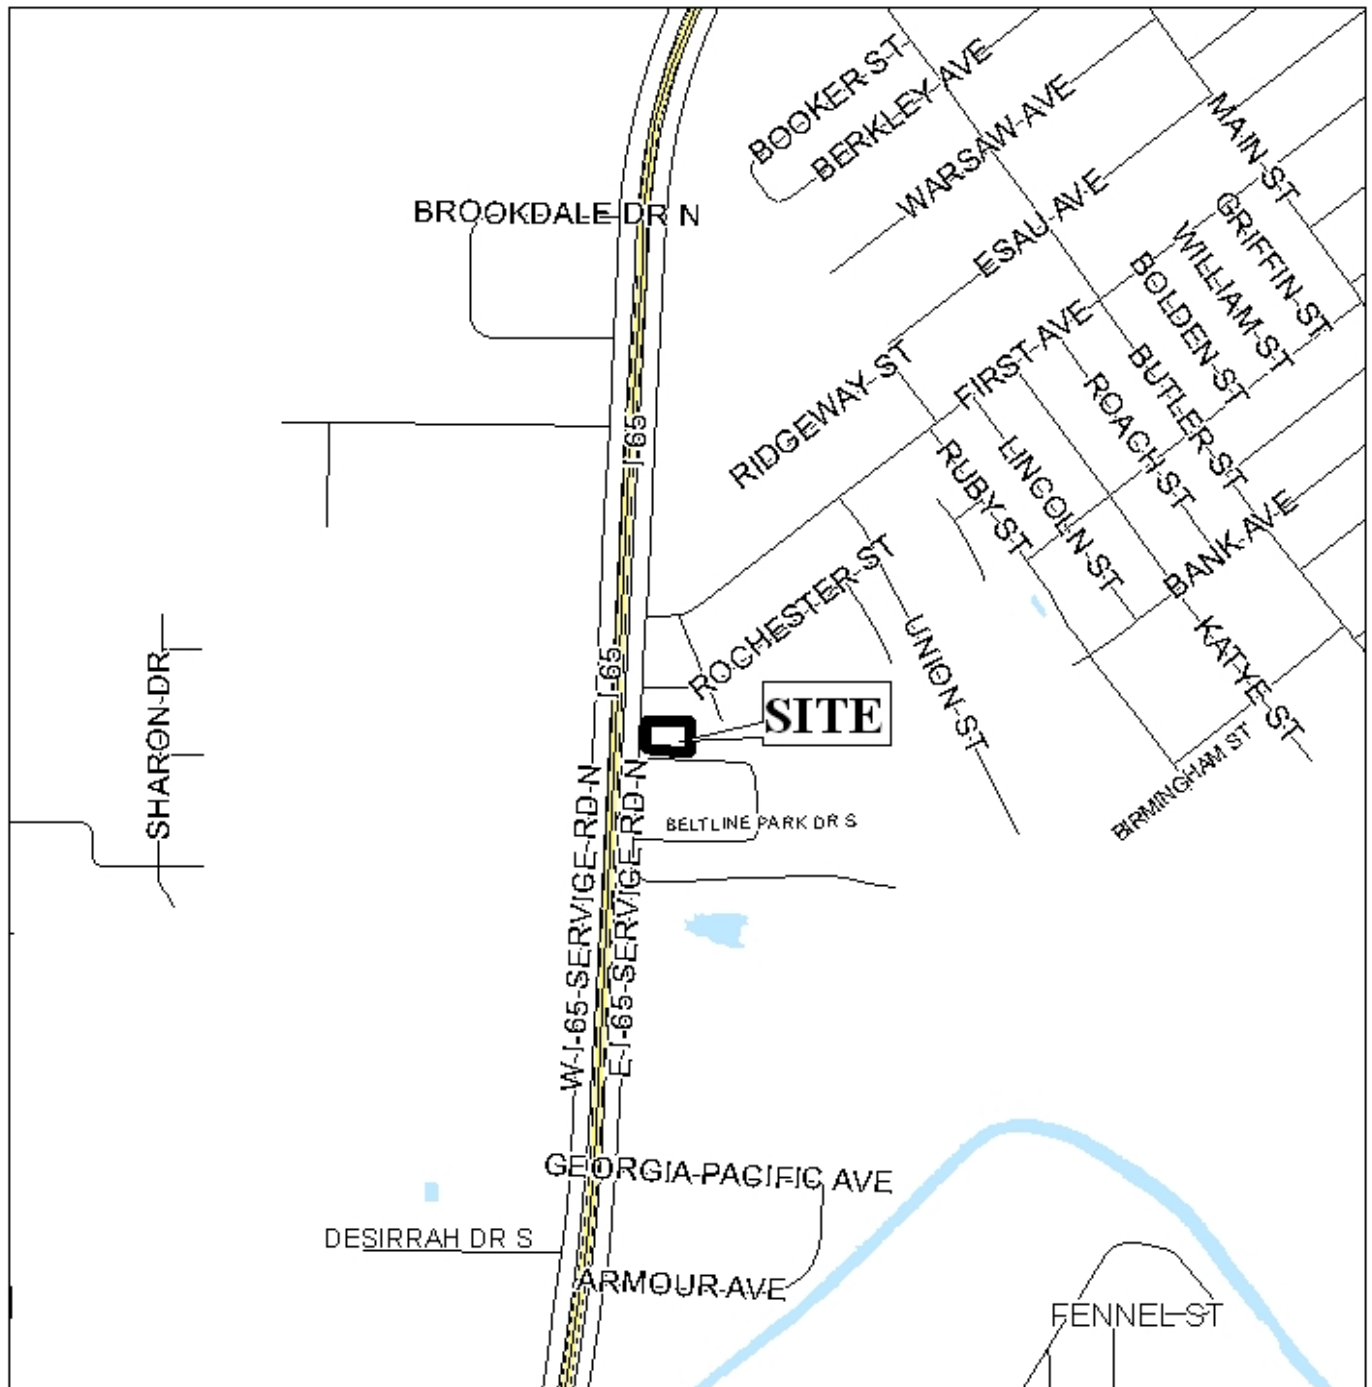 BOOKER ST
BERKLEY AVE
WARSAW AVE
MAIN ST
BROOKDALE DR N
ESAU AVE
GRIFFIN ST
WILLIAM ST
BOLDEN ST
FIRST AVE
RIDGEWAY ST
BUTLER ST
ROACH ST
LINCOLN ST
RUBY ST
I-65
BANK AVE
ROCHESTER ST
UNION ST
KATYE ST
I-65
SHARON DR
SITE
BIRMINGHAM ST
BELTLINE PARK DR S
W-I-65-SERVICE-RD-N
E-I-65-SERVICE-RD-N
GEORGIA-PACIFIC AVE
DESIRRAH DR S
ARMOUR AVE
FENNEL ST